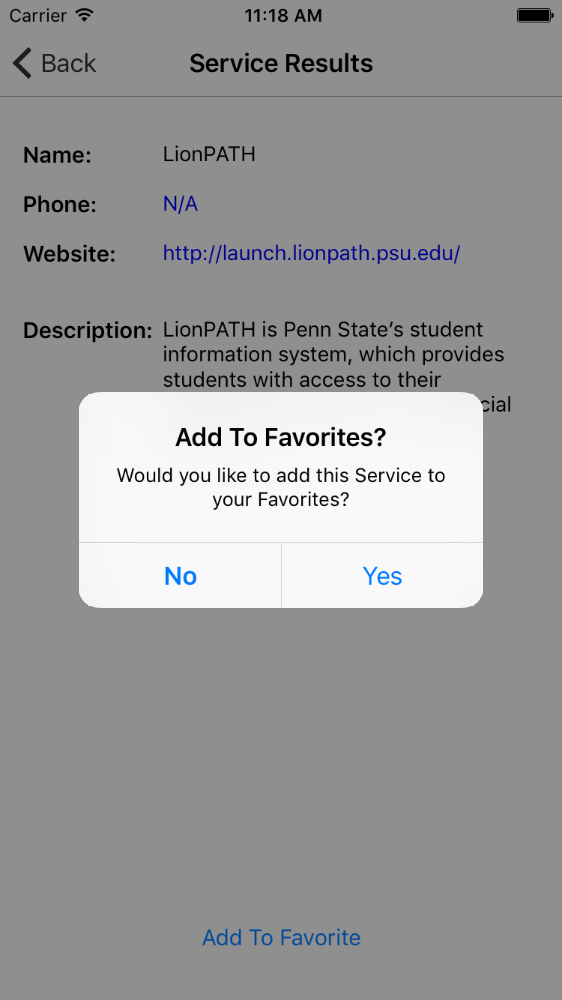 Carrier 11:18 AM
Back Service Results
Name: LionPATH
Phone: N/A
Website: http://launch.lionpath.psu.edu/
Description: LionPATH is Penn State’s student
information system, which provides
students with access to their
Add To Favorites?
Would you like to add this Service to
your Favorites?
No Yes
Add To Favorite